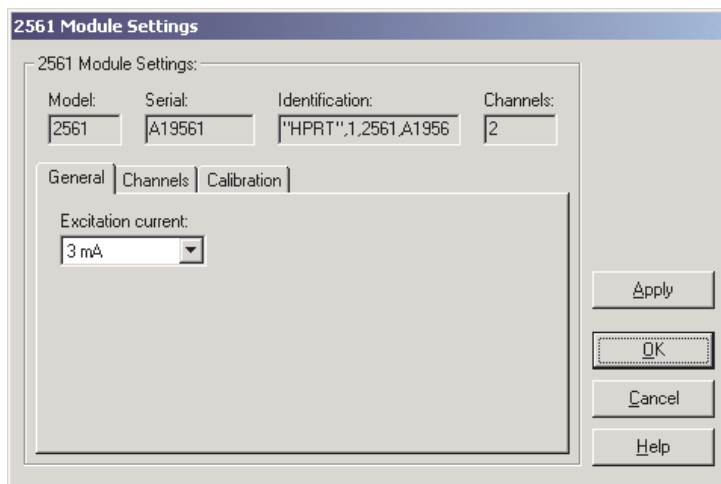 2561 Module Settings
2561 Module Settings:
Model: Serial: Identification: Channels:
2561 A19561 "HPRT",1,2561,A1956 2
General Channels Calibration
Excitation current:
3 mA
Apply
OK
Cancel
Help